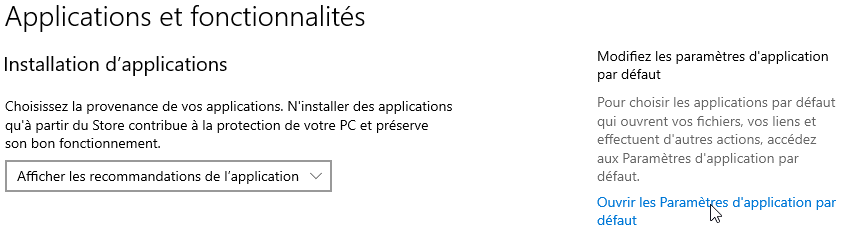 Applications et fonctionnalités
Installation d’applications
Choisissez la provenance de vos applications. N'installer des applications
qu'à partir du Store contribue à la protection de votre PC et préserve
son bon fonctionnement.
Afficher les recommandations de l’application
Modifiez les paramètres d'application
par défaut
Pour choisir les applications par défaut
qui ouvrent vos fichiers, vos liens et
effectuent d'autres actions, accédez
aux Paramètres d'application par
défaut.
Ouvrir les Paramètres d'application par
défaut